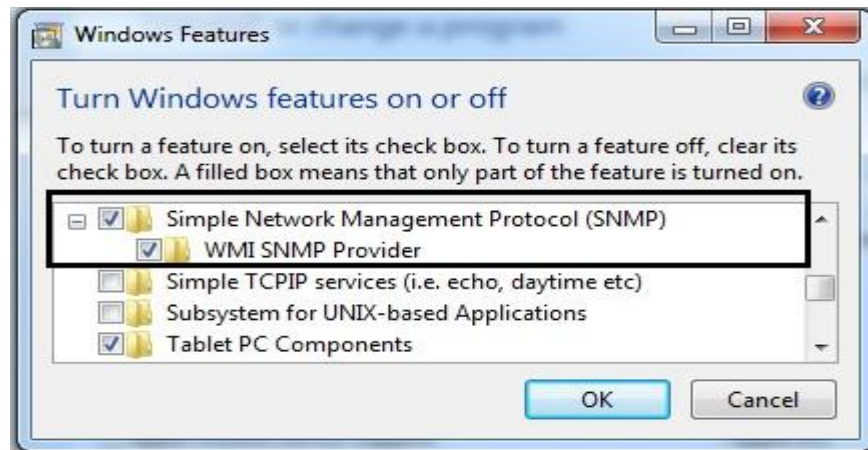 Windows Features
Turn Windows features on or off
To turn a feature on, select its check box. To turn a feature off, clear its
check box. A filled box means that only part of the feature is turned on.
Simple Network Management Protocol (SNMP)
WMI SNMP Provider
Simple TCPIP services (i.e. echo, daytime etc)
Subsystem for UNIX-based Applications
Tablet PC Components
OK Cancel